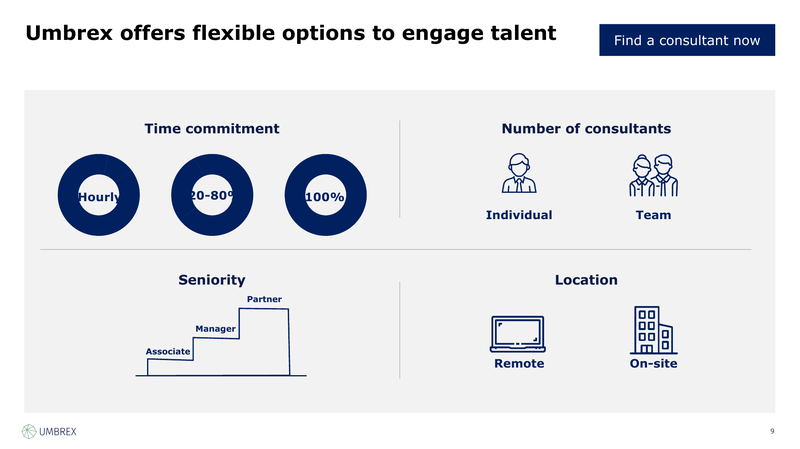 Umbrex offers flexible options to engage talent
Find a consultant now
Time commitment
Hourly
20-80%
100%
Number of consultants
Individual
Team
Seniority
Partner
Manager
Associate
Location
Remote
On-site
UMBREX
9